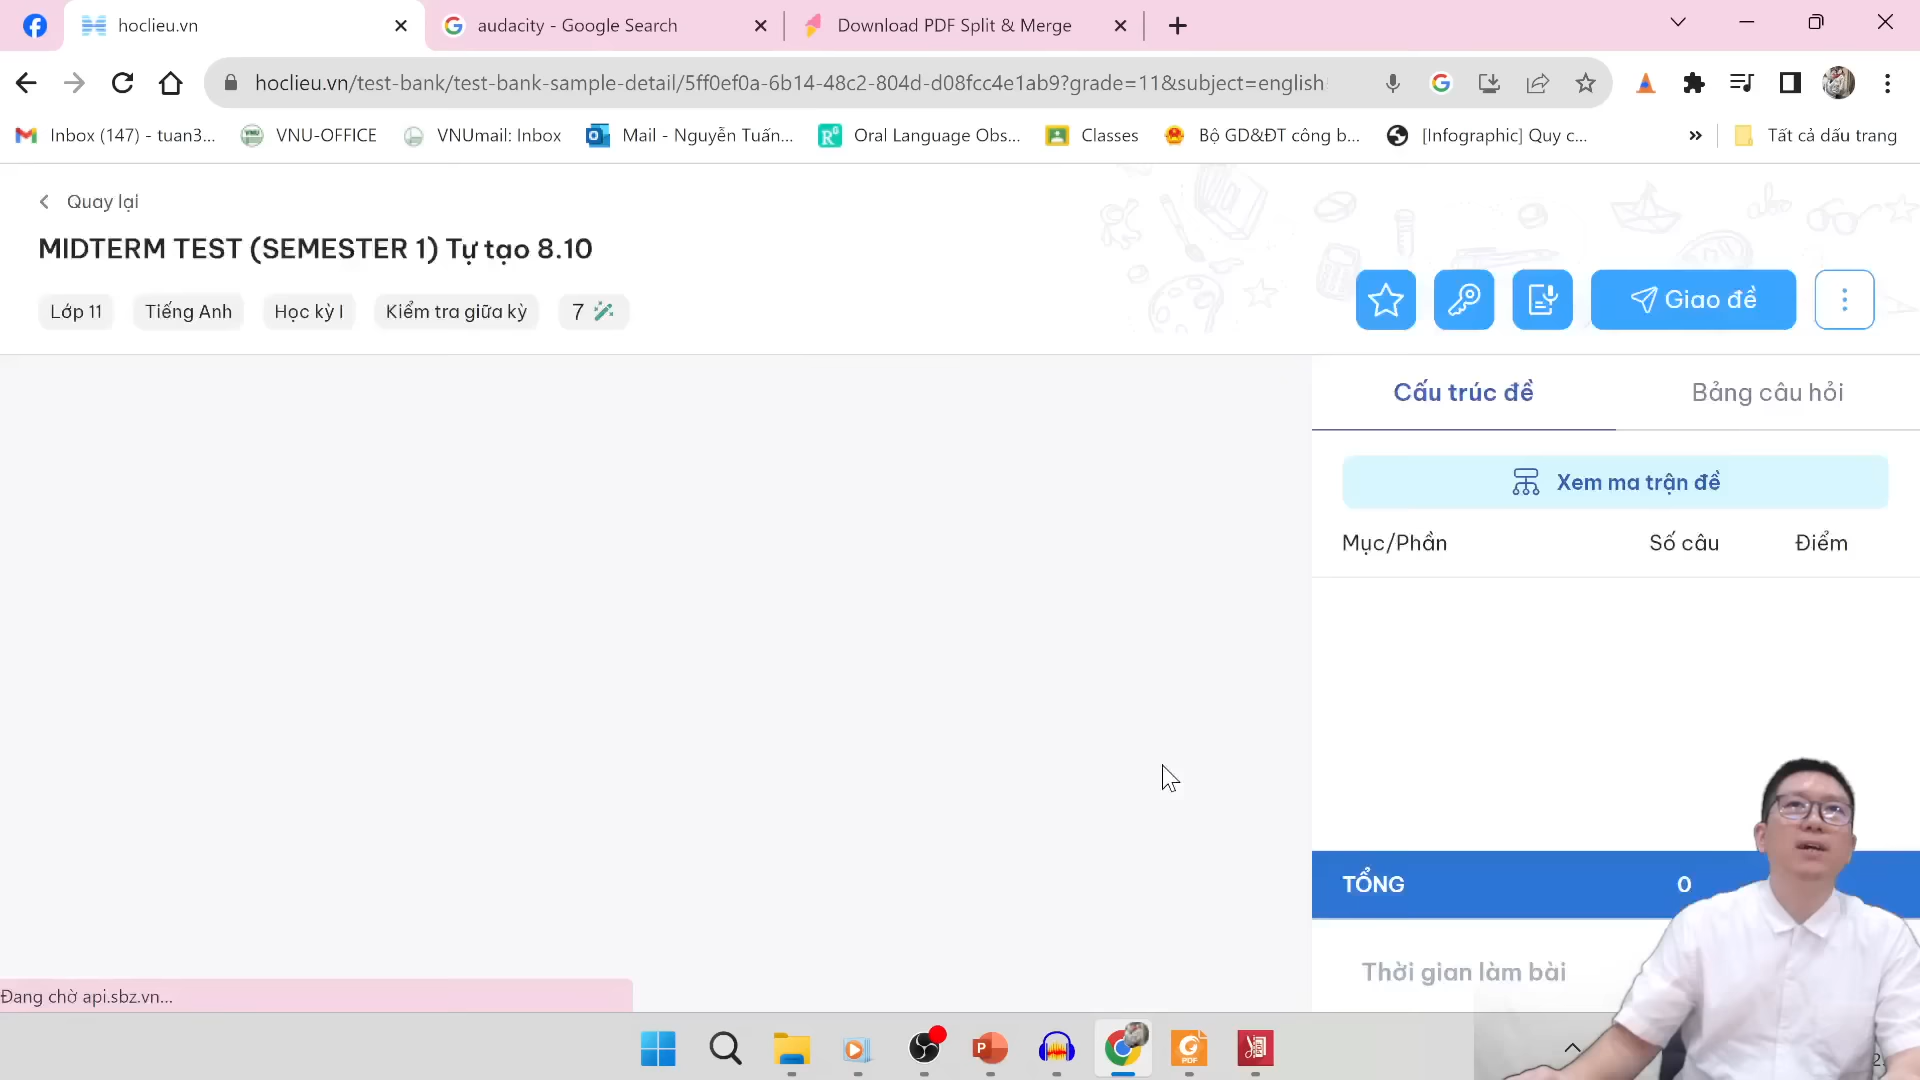 hoclieu.vn
audacity - Google Search
Download PDF Split & Merge
hoclieu.vn/test-bank/test-bank-sample-detail/5ff0ef0a-6b14-48c2-804d-d08fcc4e1ab9?grade=11&subject=english
Inbox (147) - tuan3...
VNU-OFFICE
VNUmail: Inbox
Mail - Nguyễn Tuấn...
Oral Language Obs...
Classes
Bộ GD&ĐT công b...
[Infographic] Quy c...
Tất cả dấu trang
Quay lại
MIDTERM TEST (SEMESTER 1) Tự tạo 8.10
Lớp 11
Tiếng Anh
Học kỳ I
Kiểm tra giữa kỳ
7
Giao đề
Cấu trúc đề
Bảng câu hỏi
Xem ma trận đề
Mục/Phần
Số câu
Điểm
TỔNG
0
Thời gian làm bài
Đang chờ api.sbz.vn...